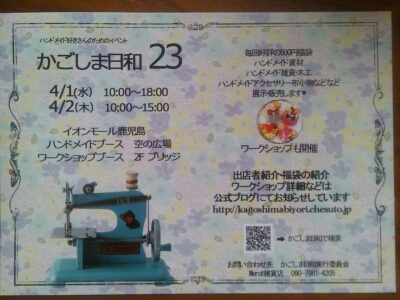 ハンドメイド好きさんのためのイベント
かごしま日和 23
4/1(水) 10:00〜18:00
4/2(木) 10:00〜15:00
イオンモール鹿児島
ハンドメイドブース 空の広場
ワークショップブース 2F ブリッジ
毎回好評の500円福袋
ハンドメイド資材
ハンドメイド雑貨・木工
ハンドメイドアクセサリー布小物などなど
展示・販売します♥
ワークショップも開催
出店者紹介・福袋の紹介
ワークショップ詳細などは
公式ブログにてお知らせしています
http://kagoshimabiyori.chesuto.jp/
かごしま日和で検索
お問い合わせ先 かごしま日和実行委員会
雑貨店 090-7981-4205